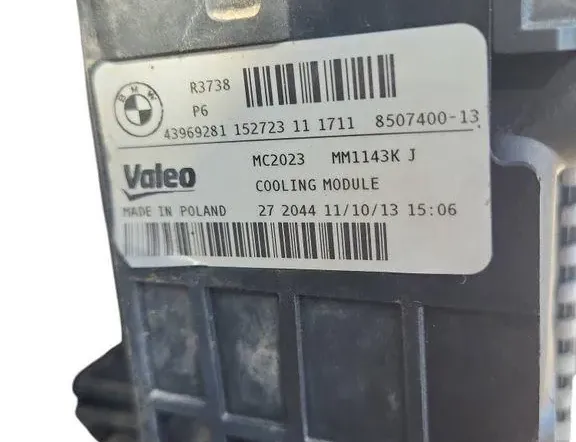 BMW
R3738
P6
43969281 152723 11 1711 8507400-13
Valeo
MC2023 MM1143K J
COOLING MODULE
MADE IN POLAND 27 2044 11/10/13 15:06